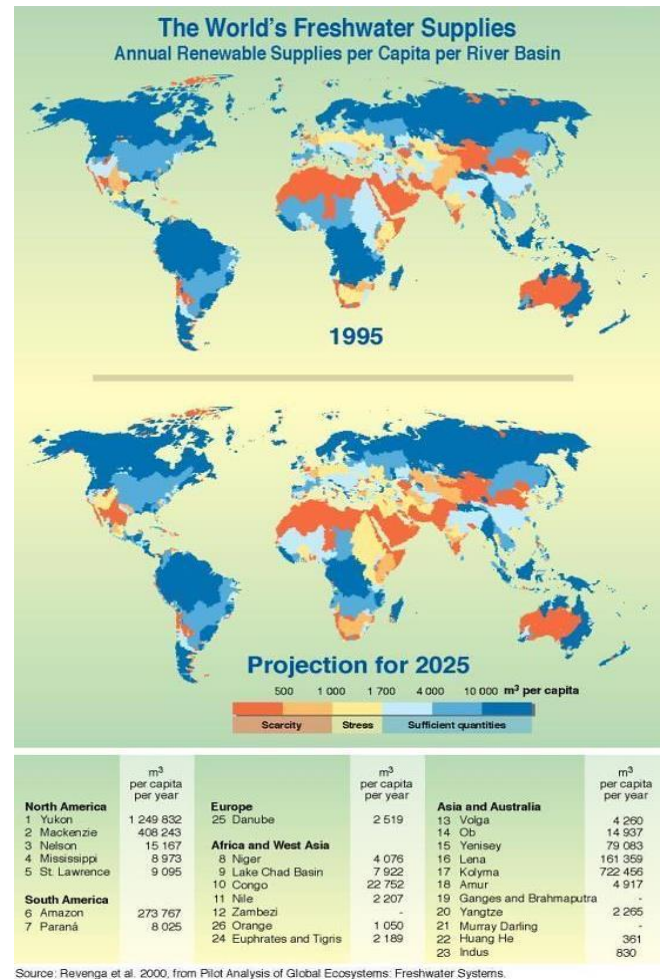 The World's Freshwater Supplies
Annual Renewable Supplies per Capita per River Basin
1995
Projection for 2025
500 1 000 1 700 4 000 10 000 m³ per capita
Scarcity Stress Sufficient quantities
m³
per capita
per year
North America
1 Yukon 1 249 832
2 Mackenzie 408 243
3 Nelson 15 167
4 Mississippi 8 973
5 St. Lawrence 9 095
South America
6 Amazon 273 767
7 Paraná 8 025
m³
per capita
per year
Europe
25 Danube 2 519
Africa and West Asia
8 Niger 4 076
9 Lake Chad Basin 7 922
10 Congo 22 752
11 Nile 2 207
12 Zambezi -
26 Orange 1 050
24 Euphrates and Tigris 2 189
m³
per capita
per year
Asia and Australia
13 Volga 4 260
14 Ob 14 937
15 Yenisey 79 083
16 Lena 161 359
17 Kolyma 722 456
18 Amur 4 917
19 Ganges and Brahmaputra -
20 Yangtze 2 265
21 Murray Darling -
22 Huang He 361
23 Indus 830
Source: Revenga et al. 2000, from Pilot Analysis of Global Ecosystems: Freshwater Systems.